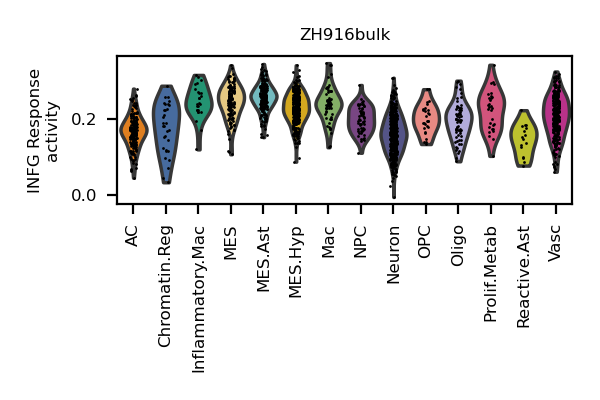 ZH916bulk
INFG Response
activity
0.2
0.0
AC
Chromatin.Reg
Inflammatory.Mac
MES
MES.Ast
MES.Hyp
Mac
NPC
Neuron
OPC
Oligo
Prolif.Metab
Reactive.Ast
Vasc